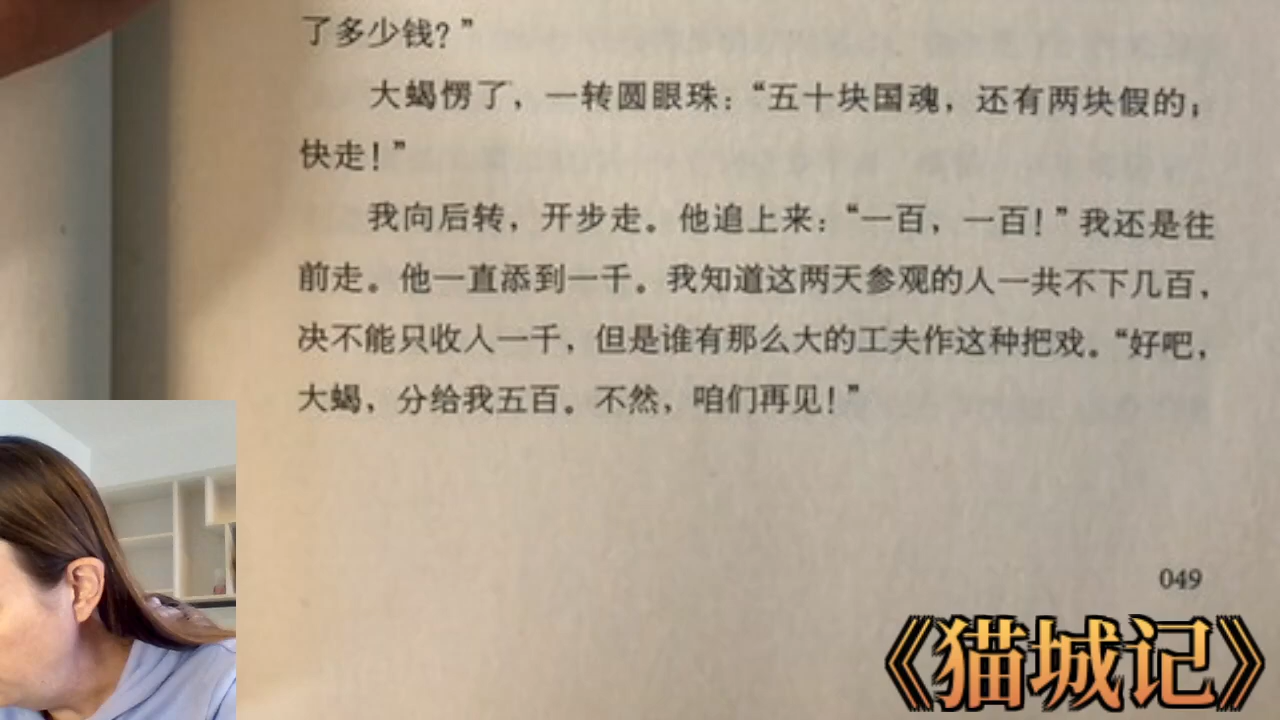 了多少钱？”
大蝎愣了，一转圆眼珠：“五十块国魂，还有两块假的；
快走！”
我向后转，开步走。他追上来：“一百，一百！”我还是往
前走。他一直添到一千。我知道这两天参观的人一共不下几百，
决不能只收入一千，但是谁有那么大的工夫作这种把戏。“好吧，
大蝎，分给我五百。不然，咱们再见！”
049
《猫城记》